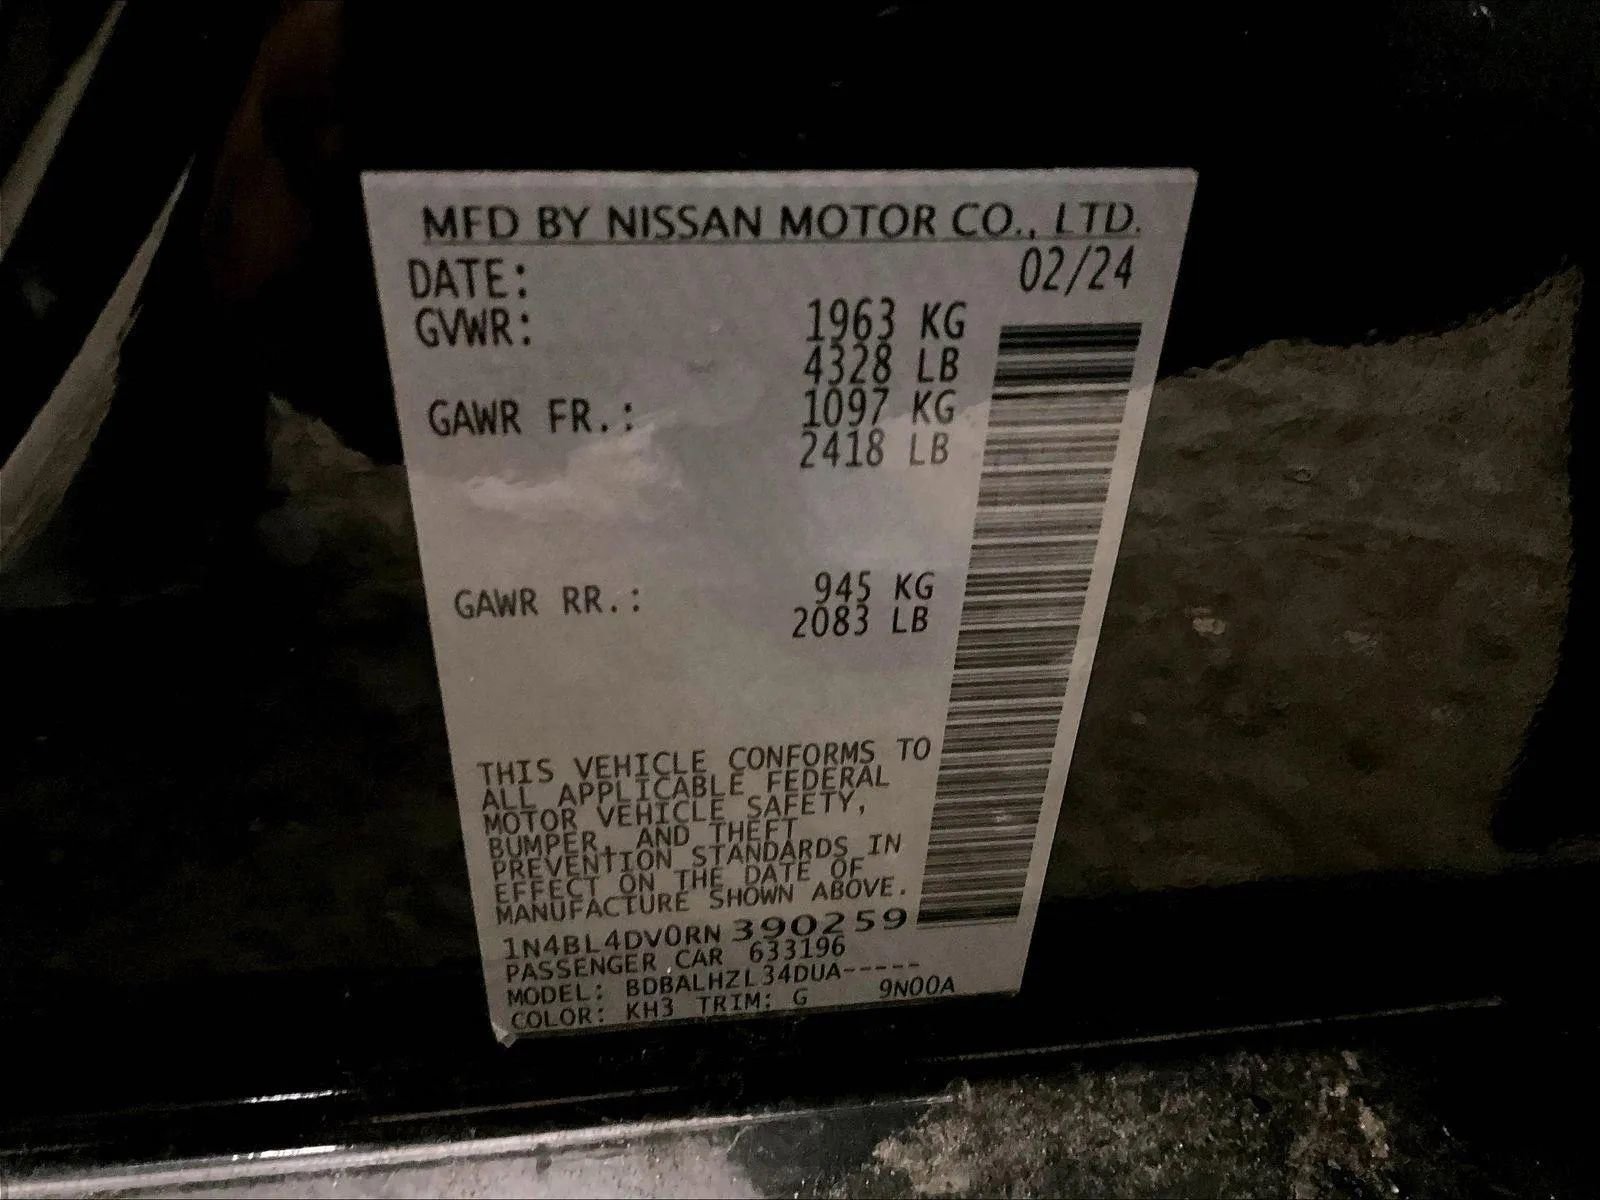 MFD BY NISSAN MOTOR CO., LTD.
DATE: 02/24
GVWR: 1963 KG
4328 LB
GAWR FR.: 1097 KG
2418 LB
GAWR RR.: 945 KG
2083 LB
THIS VEHICLE CONFORMS TO
ALL APPLICABLE FEDERAL
MOTOR VEHICLE SAFETY,
BUMPER, AND THEFT
PREVENTION STANDARDS IN
EFFECT ON THE DATE OF
MANUFACTURE SHOWN ABOVE.
1N4BL4DV0RN 390259
PASSENGER CAR 633196
MODEL: BDBALHZL34DUA-----
COLOR: KH3 TRIM: G 9N00A